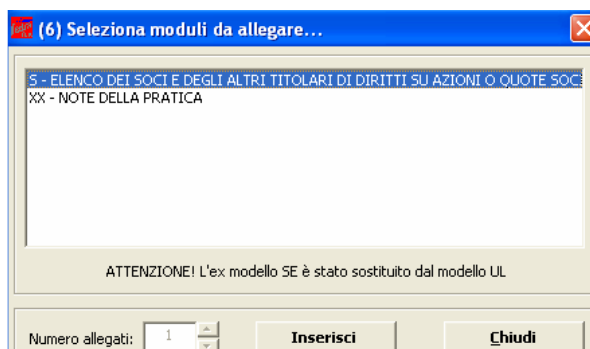 (6) Seleziona moduli da allegare...
S - ELENCO DEI SOCI E DEGLI ALTRI TITOLARI DI DIRITTI SU AZIONI O QUOTE SOC
XX - NOTE DELLA PRATICA
ATTENZIONE! L'ex modello SE è stato sostituito dal modello UL
Numero allegati: 1 Inserisci Chiudi